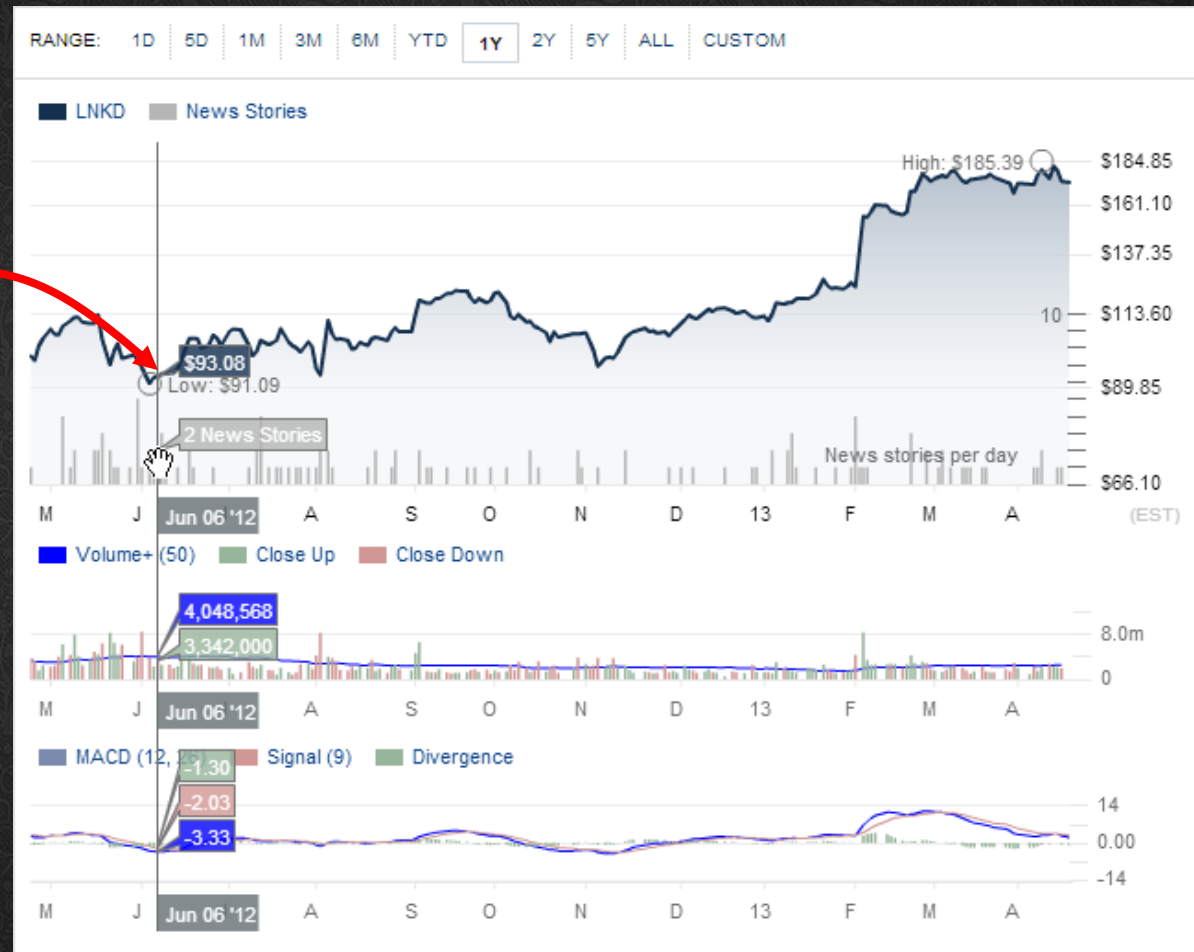 RANGE: 1D 5D 1M 3M 6M YTD 1Y 2Y 5Y ALL CUSTOM
LNKD News Stories
High: $185.39
$184.85
$161.10
$137.35
10 $113.60
$93.08
Low: $91.09
$89.85
2 News Stories
News stories per day
$66.10
M J Jun 06 '12 A S O N D 13 F M A (EST)
Volume+ (50) Close Up Close Down
4,048,568
3,342,000
8.0m
0
M J Jun 06 '12 A S O N D 13 F M A
MACD (12, 26) Signal (9) Divergence
-1.30
-2.03
-3.33
14
0.00
-14
M J Jun 06 '12 A S O N D 13 F M A